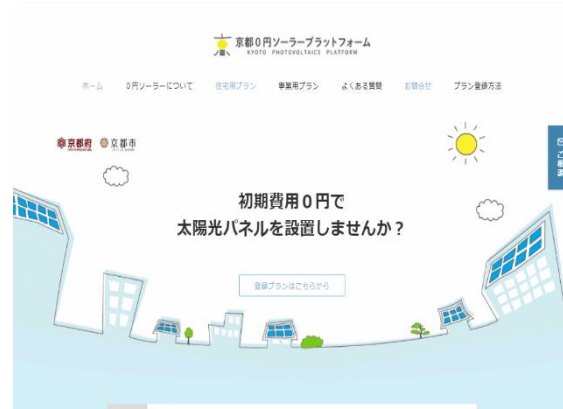 京都0円ソーラープラットフォーム
KYOTO PHOTOVOLTAICS PLATFORM
ホーム 0円ソーラーについて 住宅用プラン 事業用プラン よくある質問 お問合せ プラン登録方法
京都府 京都市
ご相談
初期費用0円で
太陽光パネルを設置しませんか?
登録プランはこちらから